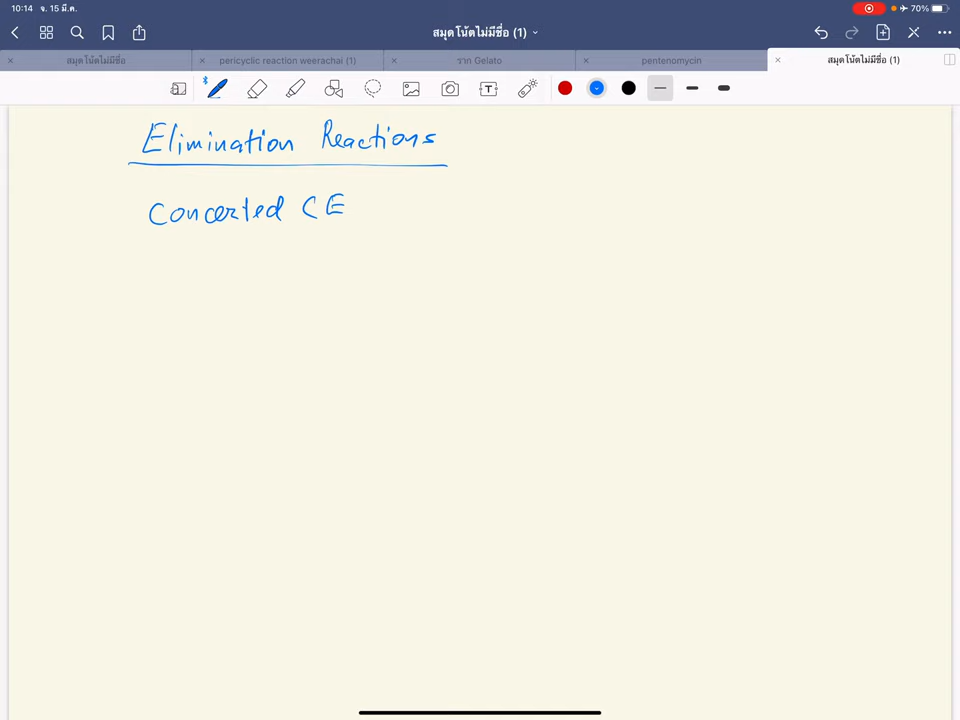 10:14 จ. 15 มี.ค. 70%
สมุดโน้ตไม่มีชื่อ (1)
สมุดโน้ตไม่มีชื่อ pericyclic reaction weerachai (1) ราก Gelato pentenomycin สมุดโน้ตไม่มีชื่อ (1)
Elimination Reactions
Concerted CE